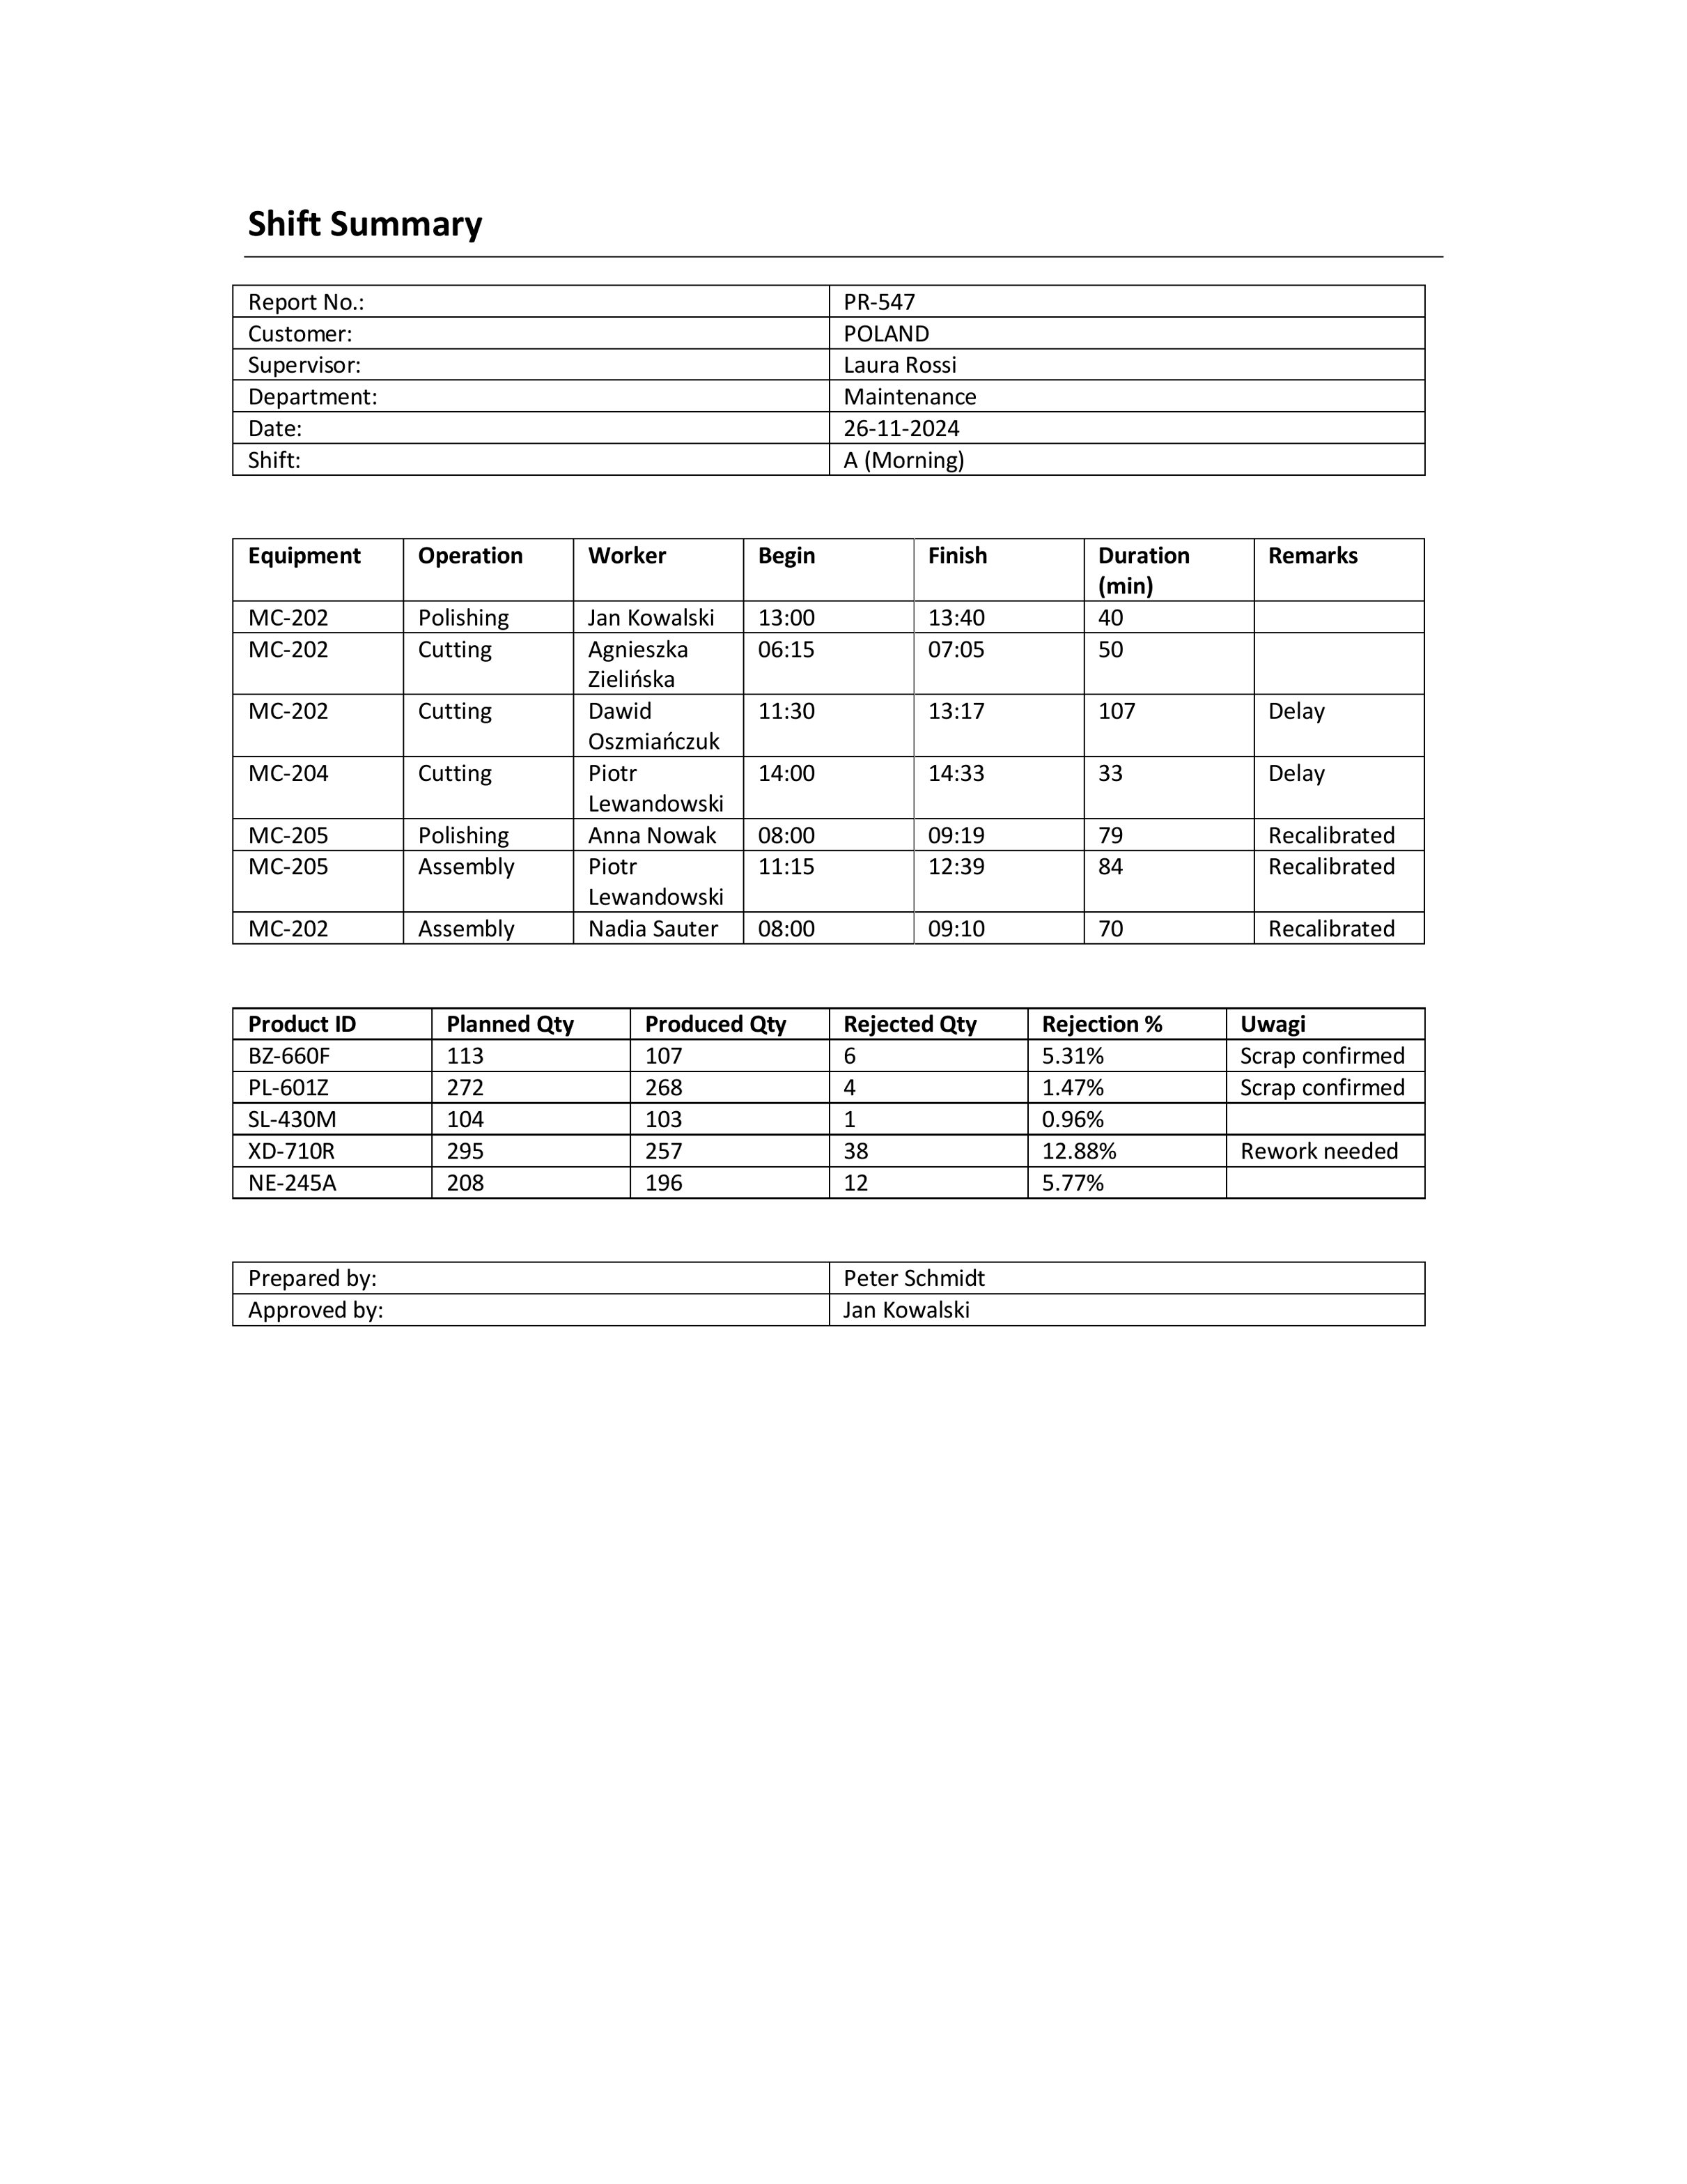 Shift Summary
Report No.: PR-547
Customer: POLAND
Supervisor: Laura Rossi
Department: Maintenance
Date: 26-11-2024
Shift: A (Morning)
Equipment Operation Worker Begin Finish Duration (min) Remarks
MC-202 Polishing Jan Kowalski 13:00 13:40 40
MC-202 Cutting Agnieszka Zielińska 06:15 07:05 50
MC-202 Cutting Dawid Oszmiańczuk 11:30 13:17 107 Delay
MC-204 Cutting Piotr Lewandowski 14:00 14:33 33 Delay
MC-205 Polishing Anna Nowak 08:00 09:19 79 Recalibrated
MC-205 Assembly Piotr Lewandowski 11:15 12:39 84 Recalibrated
MC-202 Assembly Nadia Sauter 08:00 09:10 70 Recalibrated
Product ID Planned Qty Produced Qty Rejected Qty Rejection % Uwagi
BZ-660F 113 107 6 5.31% Scrap confirmed
PL-601Z 272 268 4 1.47% Scrap confirmed
SL-430M 104 103 1 0.96%
XD-710R 295 257 38 12.88% Rework needed
NE-245A 208 196 12 5.77%
Prepared by: Peter Schmidt
Approved by: Jan Kowalski